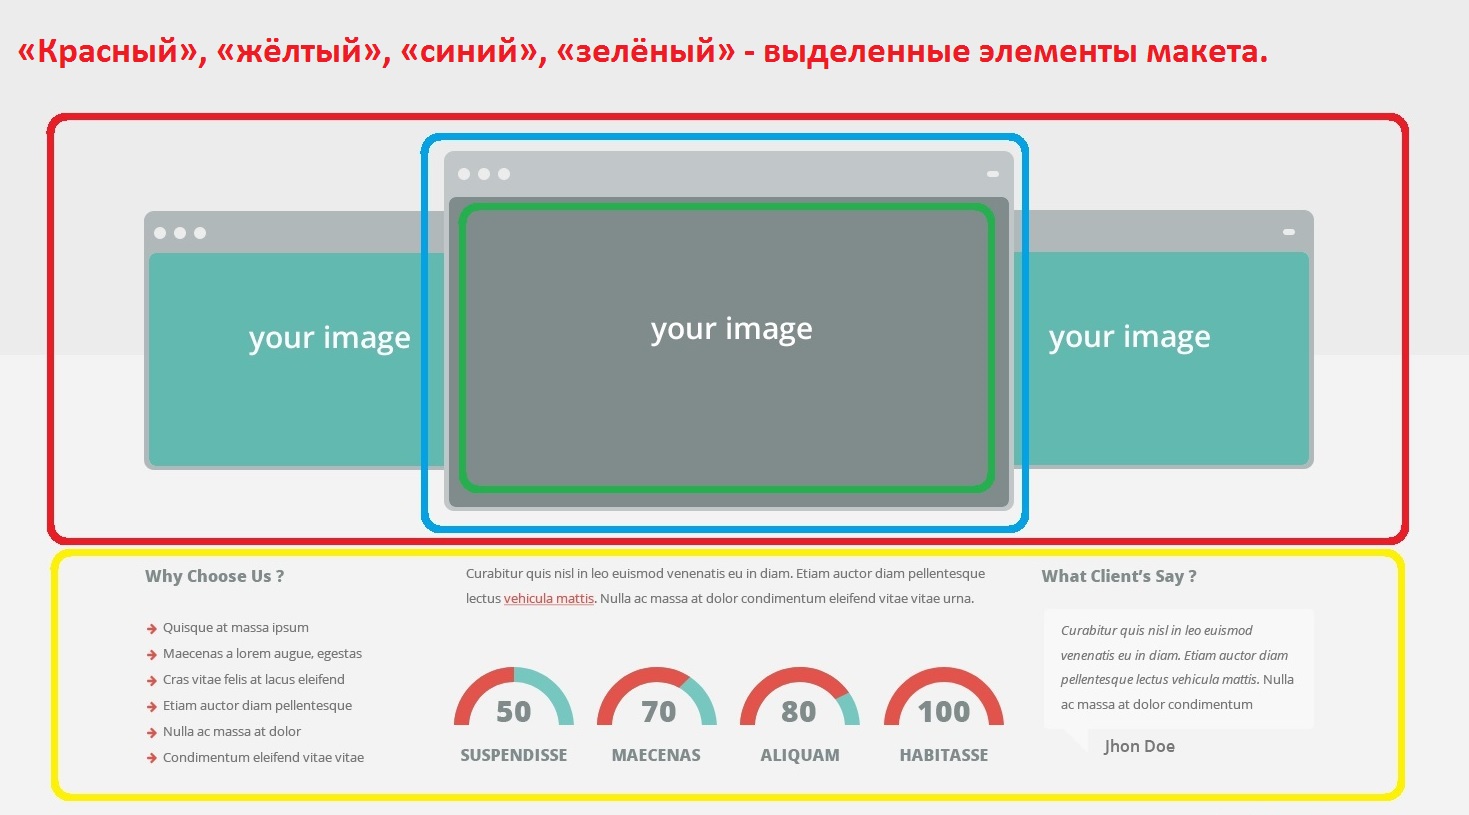 «Красный», «жёлтый», «синий», «зелёный» - выделенные элементы макета.
your image
your image
your image
Why Choose Us ?
Quisque at massa ipsum
Maecenas a lorem augue, egestas
Cras vitae felis at lacus eleifend
Etiam auctor diam pellentesque
Nulla ac massa at dolor
Condimentum eleifend vitae vitae
Curabitur quis nisl in leo euismod venenatis eu in diam. Etiam auctor diam pellentesque
lectus vehicula mattis. Nulla ac massa at dolor condimentum eleifend vitae vitae urna.
50
SUSPENDISSE
70
MAECENAS
80
ALIQUAM
100
HABITASSE
What Client’s Say ?
Curabitur quis nisl in leo euismod
venenatis eu in diam. Etiam auctor diam
pellentesque lectus vehicula mattis. Nulla
ac massa at dolor condimentum
Jhon Doe